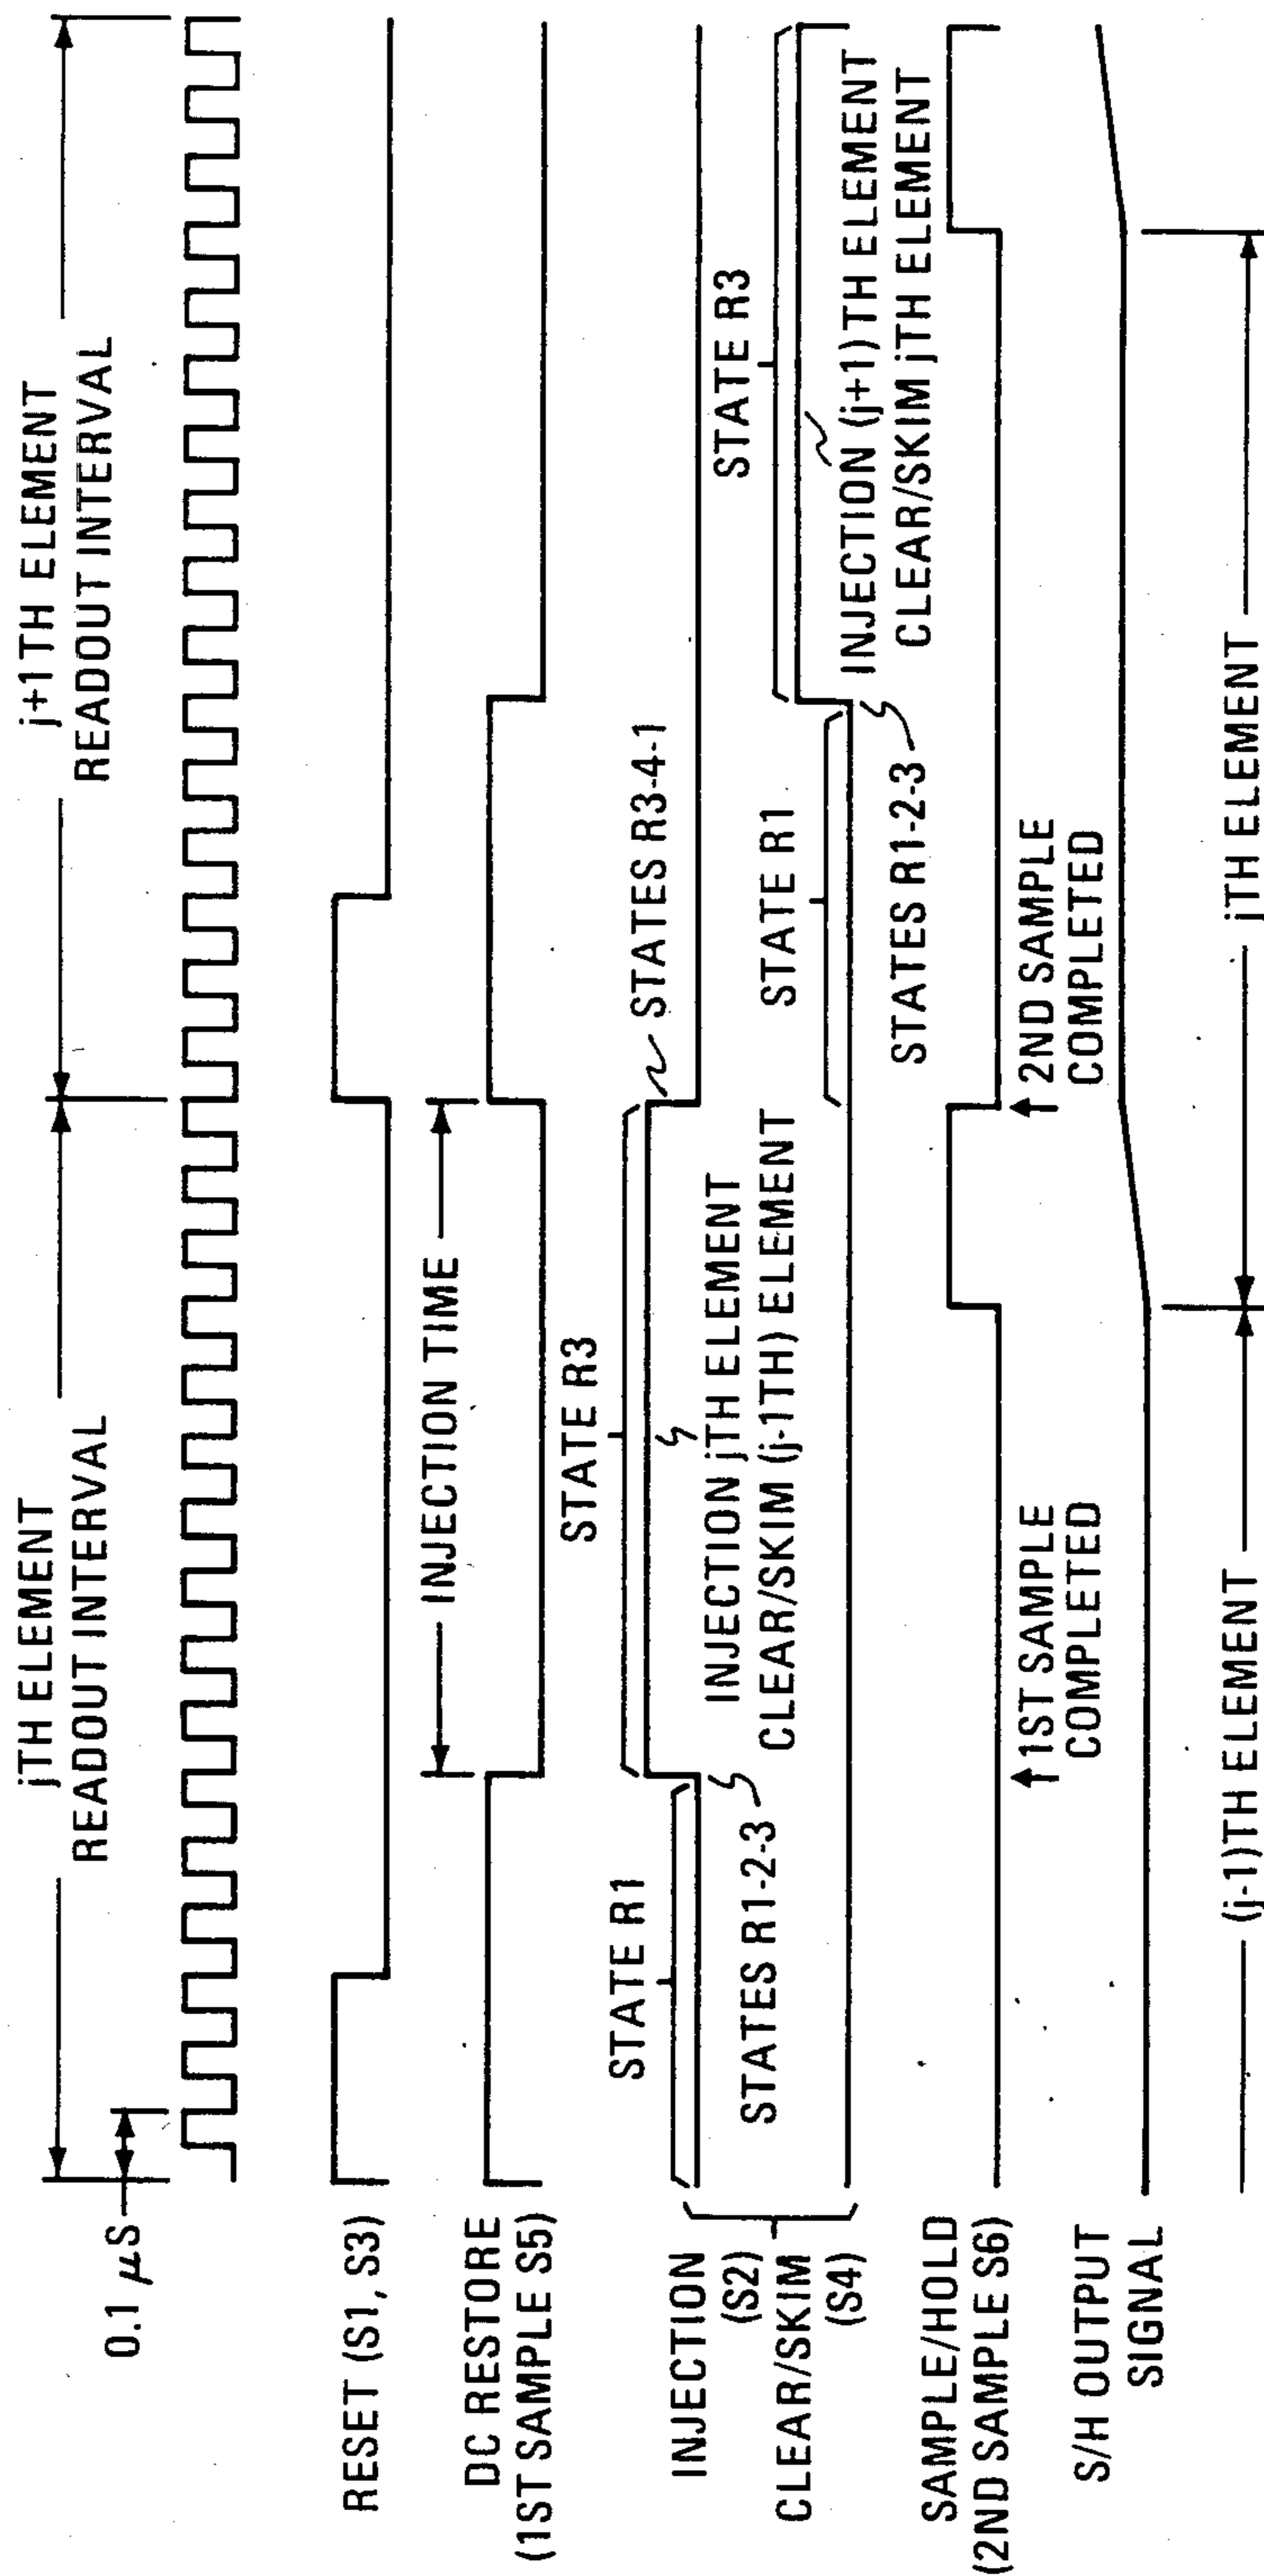 jTH ELEMENT
READOUT INTERVAL
j+1TH ELEMENT
READOUT INTERVAL
0.1 μS
RESET (S1, S3)
INJECTION TIME
DC RESTORE
(1ST SAMPLE S5)
STATE R3
STATE R1
STATES R3-4-1
INJECTION
(S2)
CLEAR/SKIM
(S4)
STATES R1-2-3
INJECTION jTH ELEMENT
CLEAR/SKIM (j-1TH) ELEMENT
STATE R1
STATE R3
STATES R1-2-3
INJECTION (j+1)TH ELEMENT
CLEAR/SKIM jTH ELEMENT
SAMPLE/HOLD
(2ND SAMPLE S6)
1ST SAMPLE
COMPLETED
2ND SAMPLE
COMPLETED
S/H OUTPUT
SIGNAL
(j-1)TH ELEMENT
jTH ELEMENT